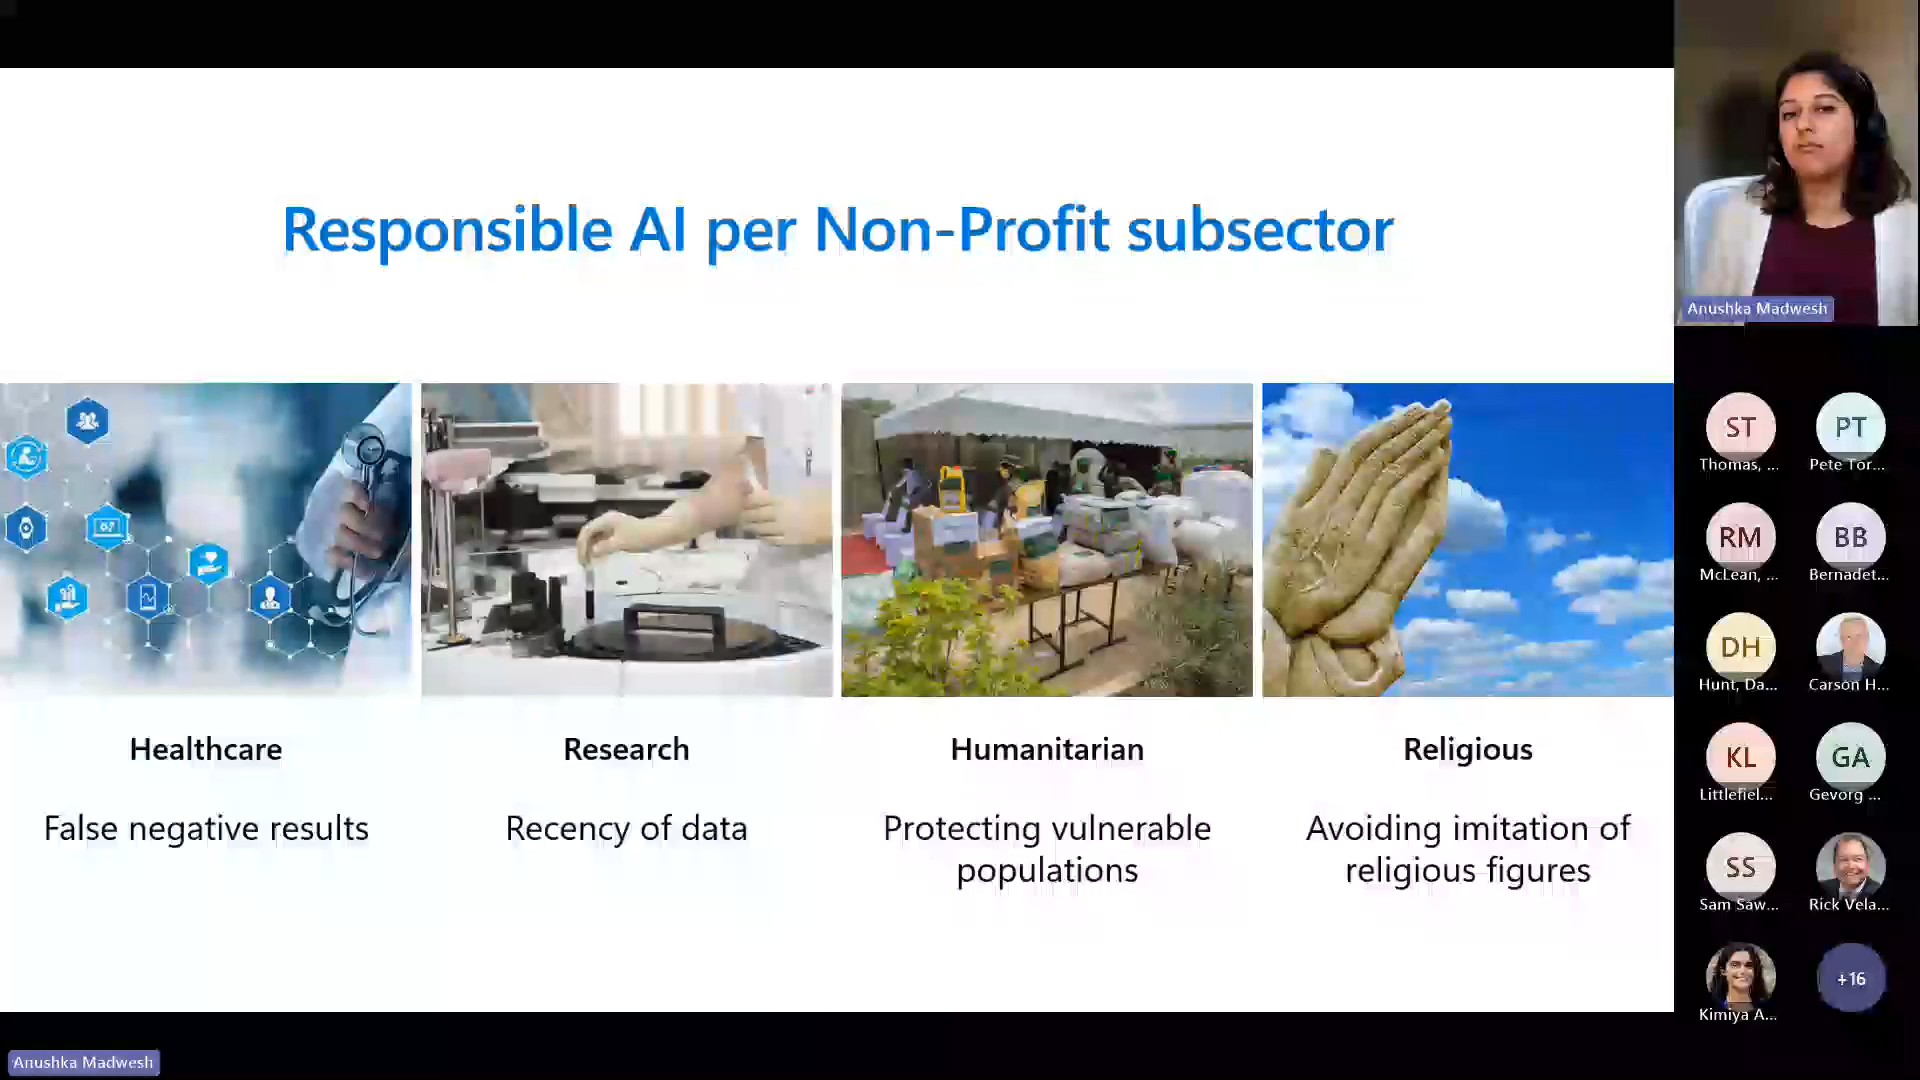 Responsible AI per Non-Profit subsector
Healthcare
Research
Humanitarian
Religious
False negative results
Recency of data
Protecting vulnerable
populations
Avoiding imitation of
religious figures
Anushka Madwesh
ST
Thomas, ...
PT
Pete Tor...
RM
McLean, ...
BB
Bernadet...
DH
Hunt, Da...
Carson H...
KL
Littlefiel...
GA
Gevorg ...
SS
Sam Saw...
Rick Vela...
Kimiya A...
+16
Anushka Madwesh